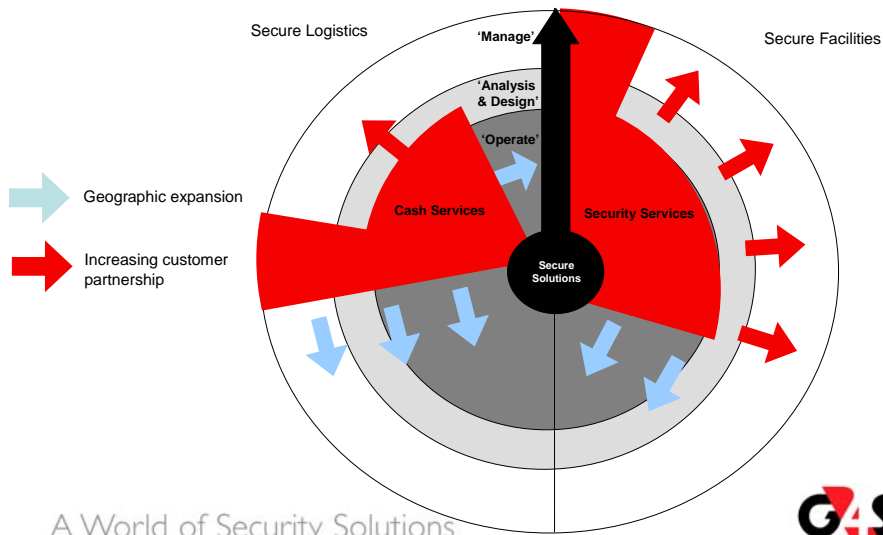 Secure Logistics
‘Manage’
Secure Facilities
‘Analysis
& Design’
‘Operate’
Geographic expansion
Cash Services
Security Services
Increasing customer
partnership
Secure
Solutions
A World of Security Solutions
G4S